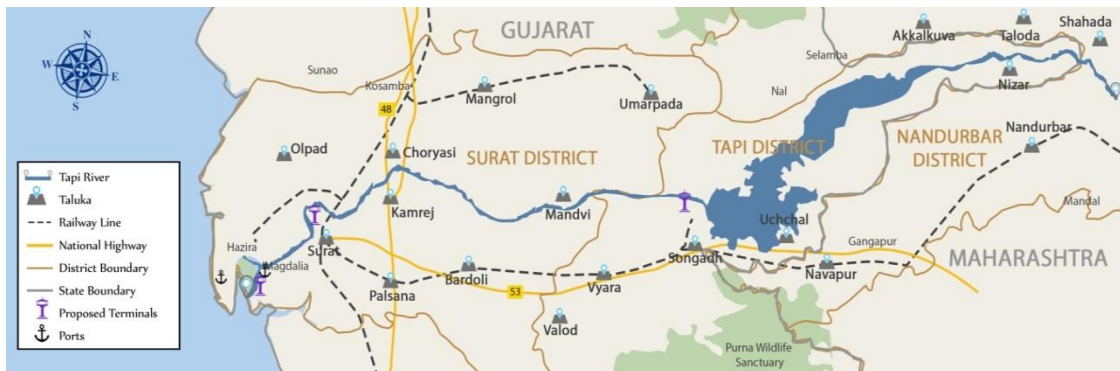 GUJARAT
Akkalkuva
Taloda
Shahada
Selamba
Sunao
Kosamba
Nal
Nizar
N
W
E
S
Mangrol
Umarpada
48
Nandurbar
Olpad
Choryasi
SURAT DISTRICT
TAPI DISTRICT
NANDURBAR
DISTRICT
Tapi River
Taluka
Railway Line
National Highway
District Boundary
State Boundary
Proposed Terminals
Ports
Kamrej
Mandvi
Mandal
Hazira
Surat
Uchchal
Songadh
Gangapur
Magdalia
MAHARASHTRA
Palsana
Bardoli
Vyara
Navapur
53
Valod
Purna Wildlife
Sanctuary